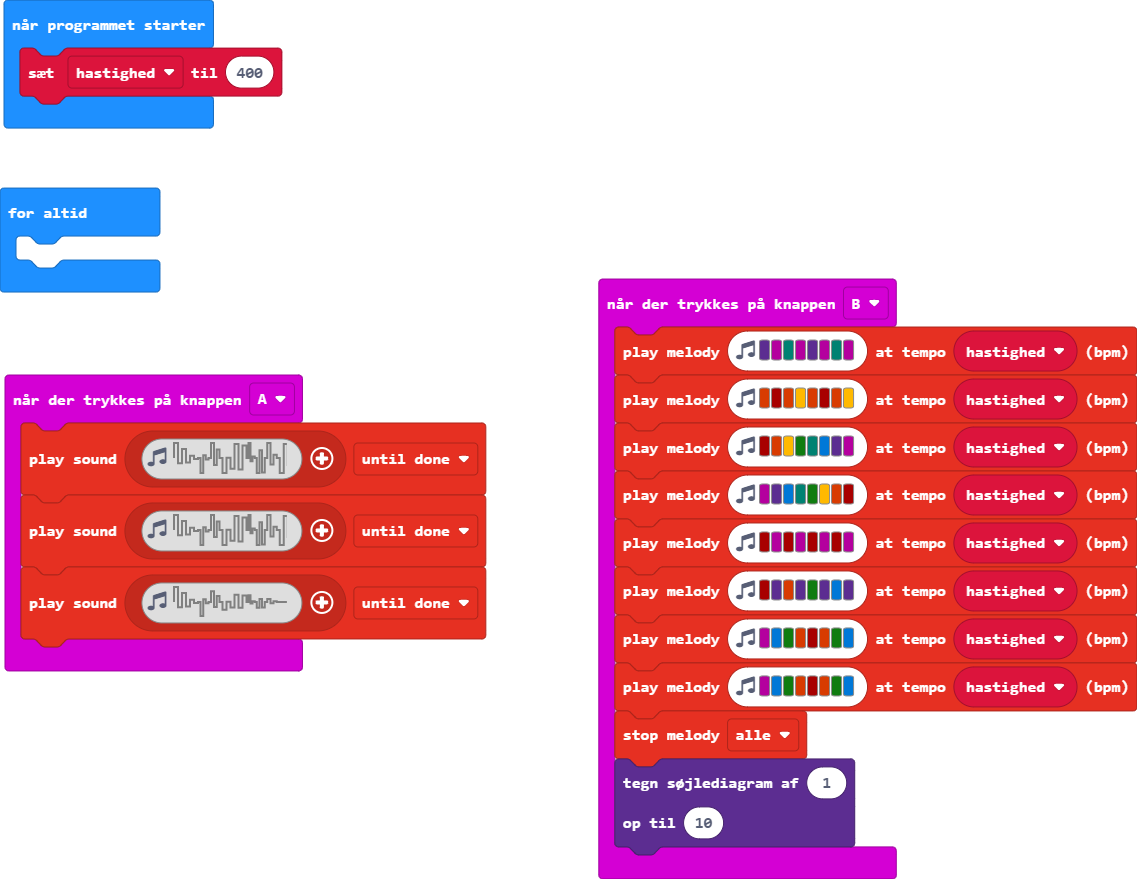 når programmet starter
sæt hastighed til 400
for altid
når der trykkes på knappen A
play sound until done
play sound until done
play sound until done
når der trykkes på knappen B
play melody at tempo hastighed (bpm)
play melody at tempo hastighed (bpm)
play melody at tempo hastighed (bpm)
play melody at tempo hastighed (bpm)
play melody at tempo hastighed (bpm)
play melody at tempo hastighed (bpm)
play melody at tempo hastighed (bpm)
play melody at tempo hastighed (bpm)
stop melody alle
tegn søjlediagram af 1
op til 10